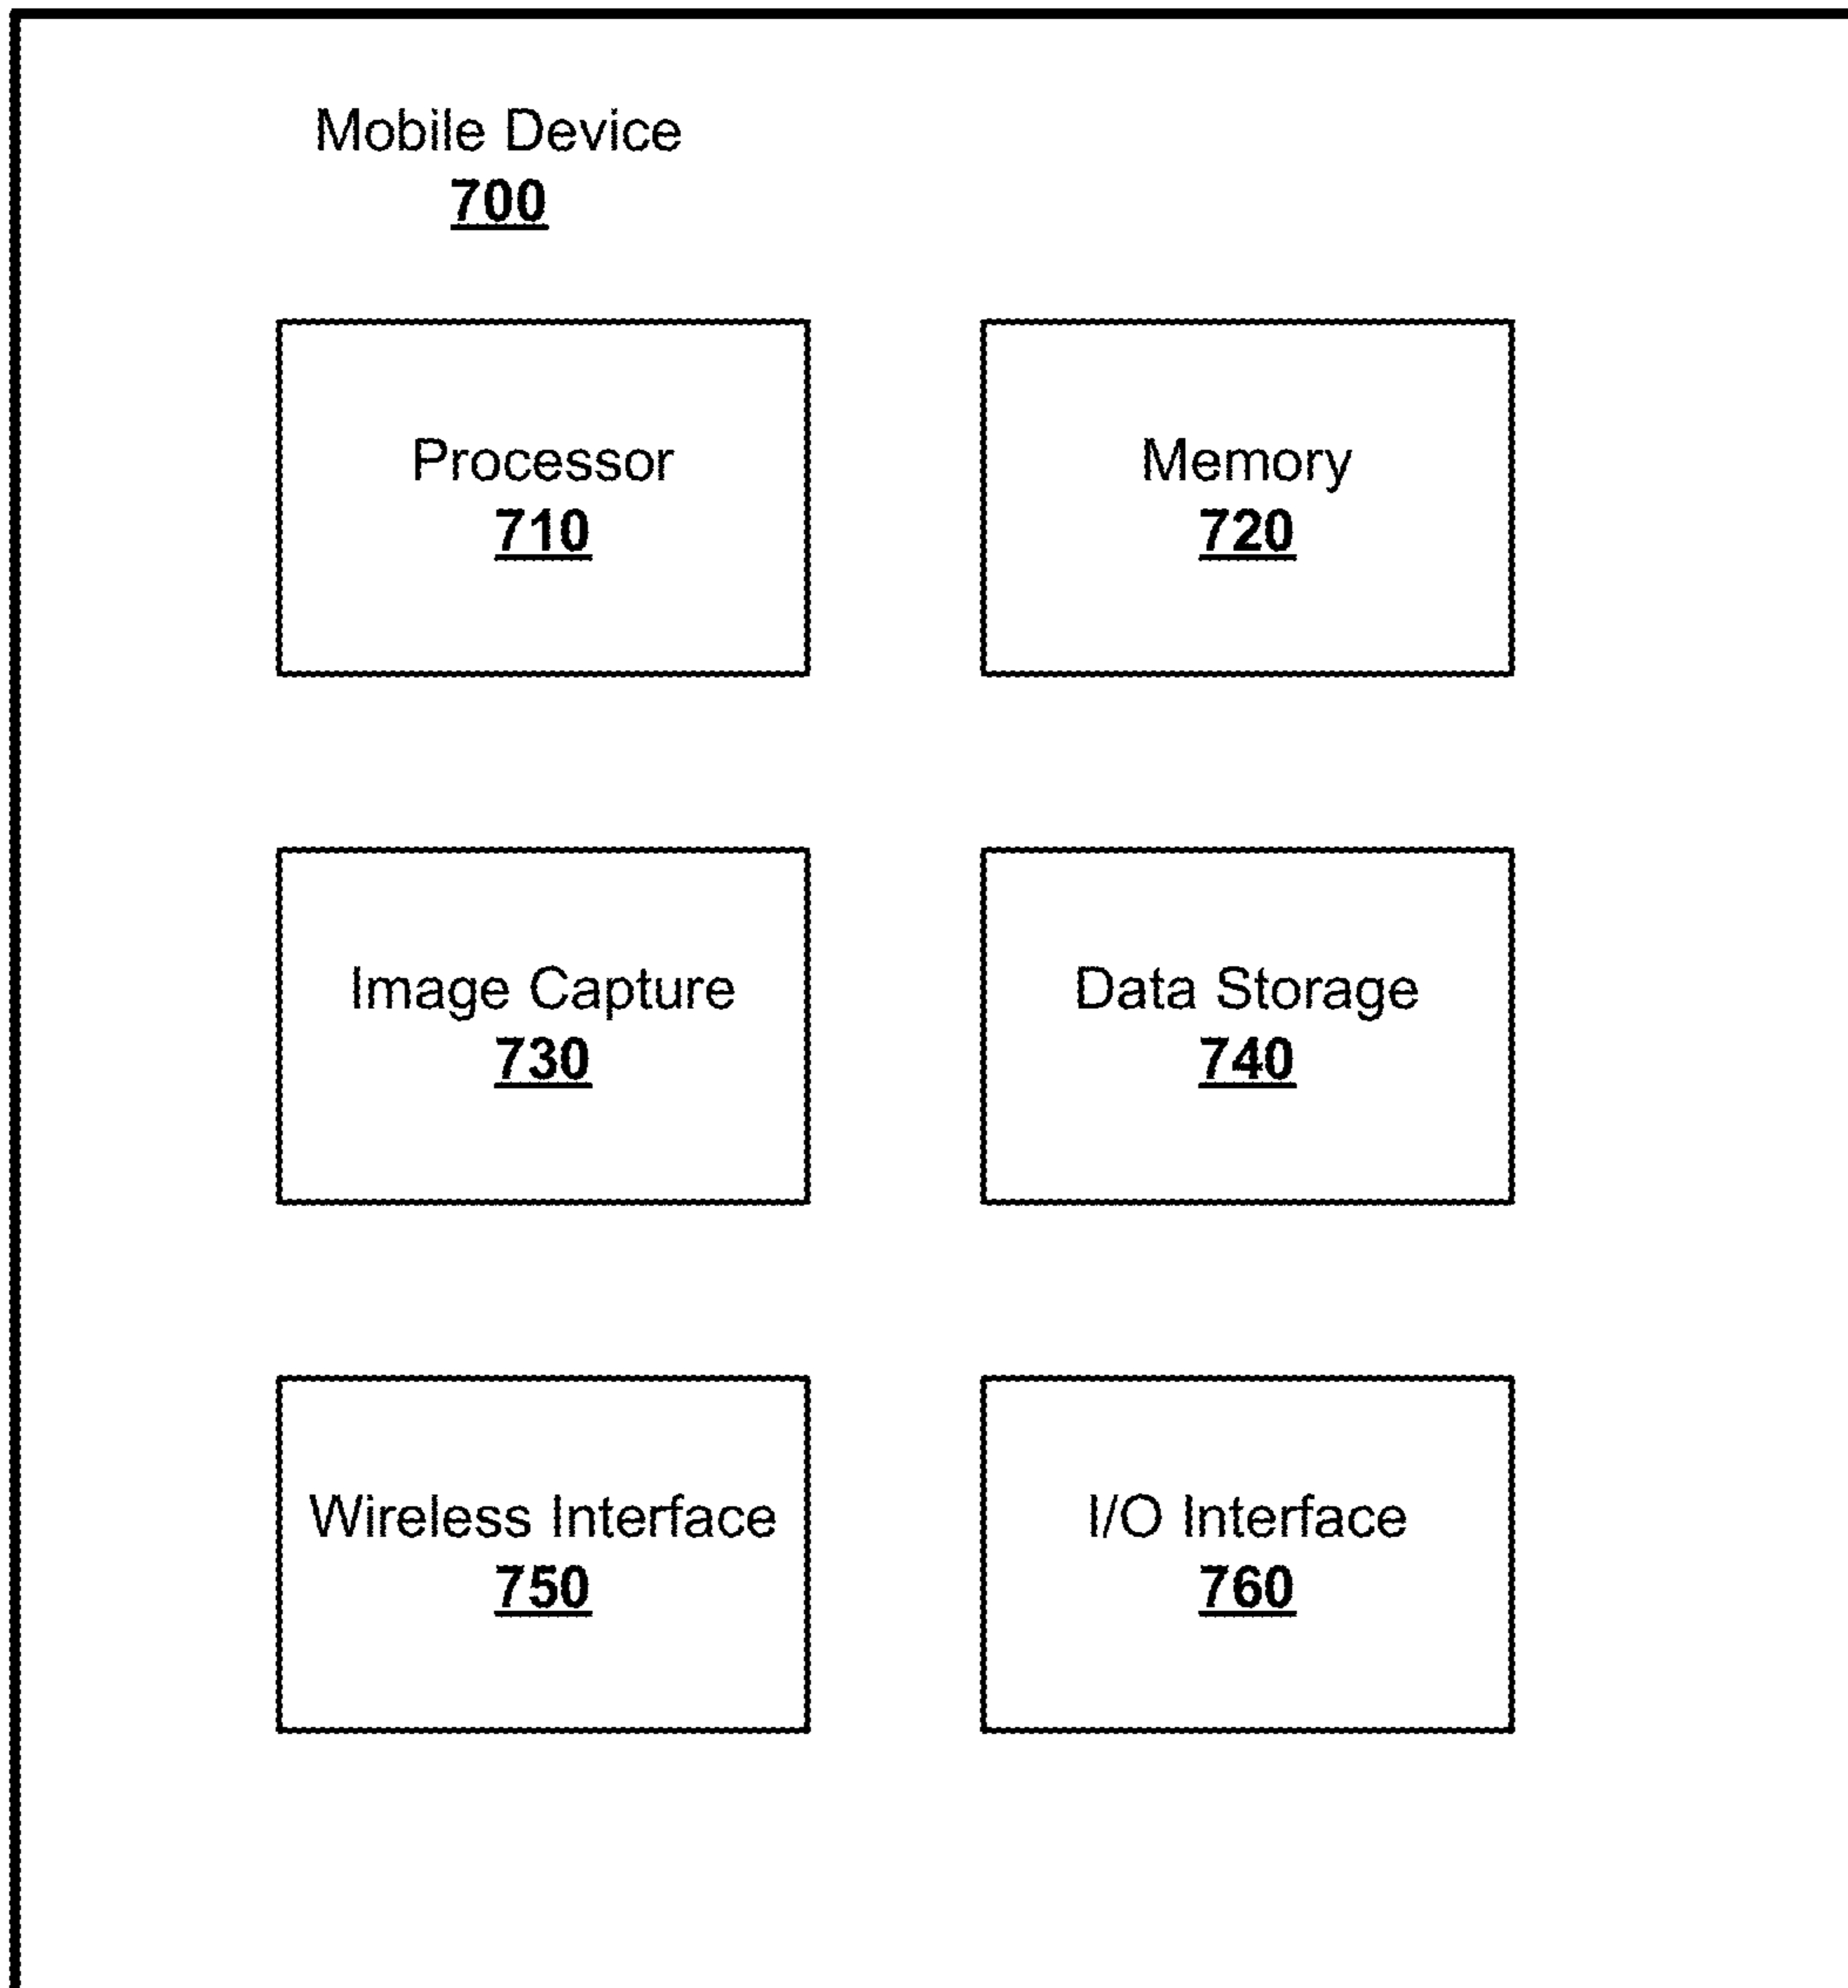 Mobile Device
700
Processor
710
Memory
720
Image Capture
730
Data Storage
740
Wireless Interface
750
I/O Interface
760